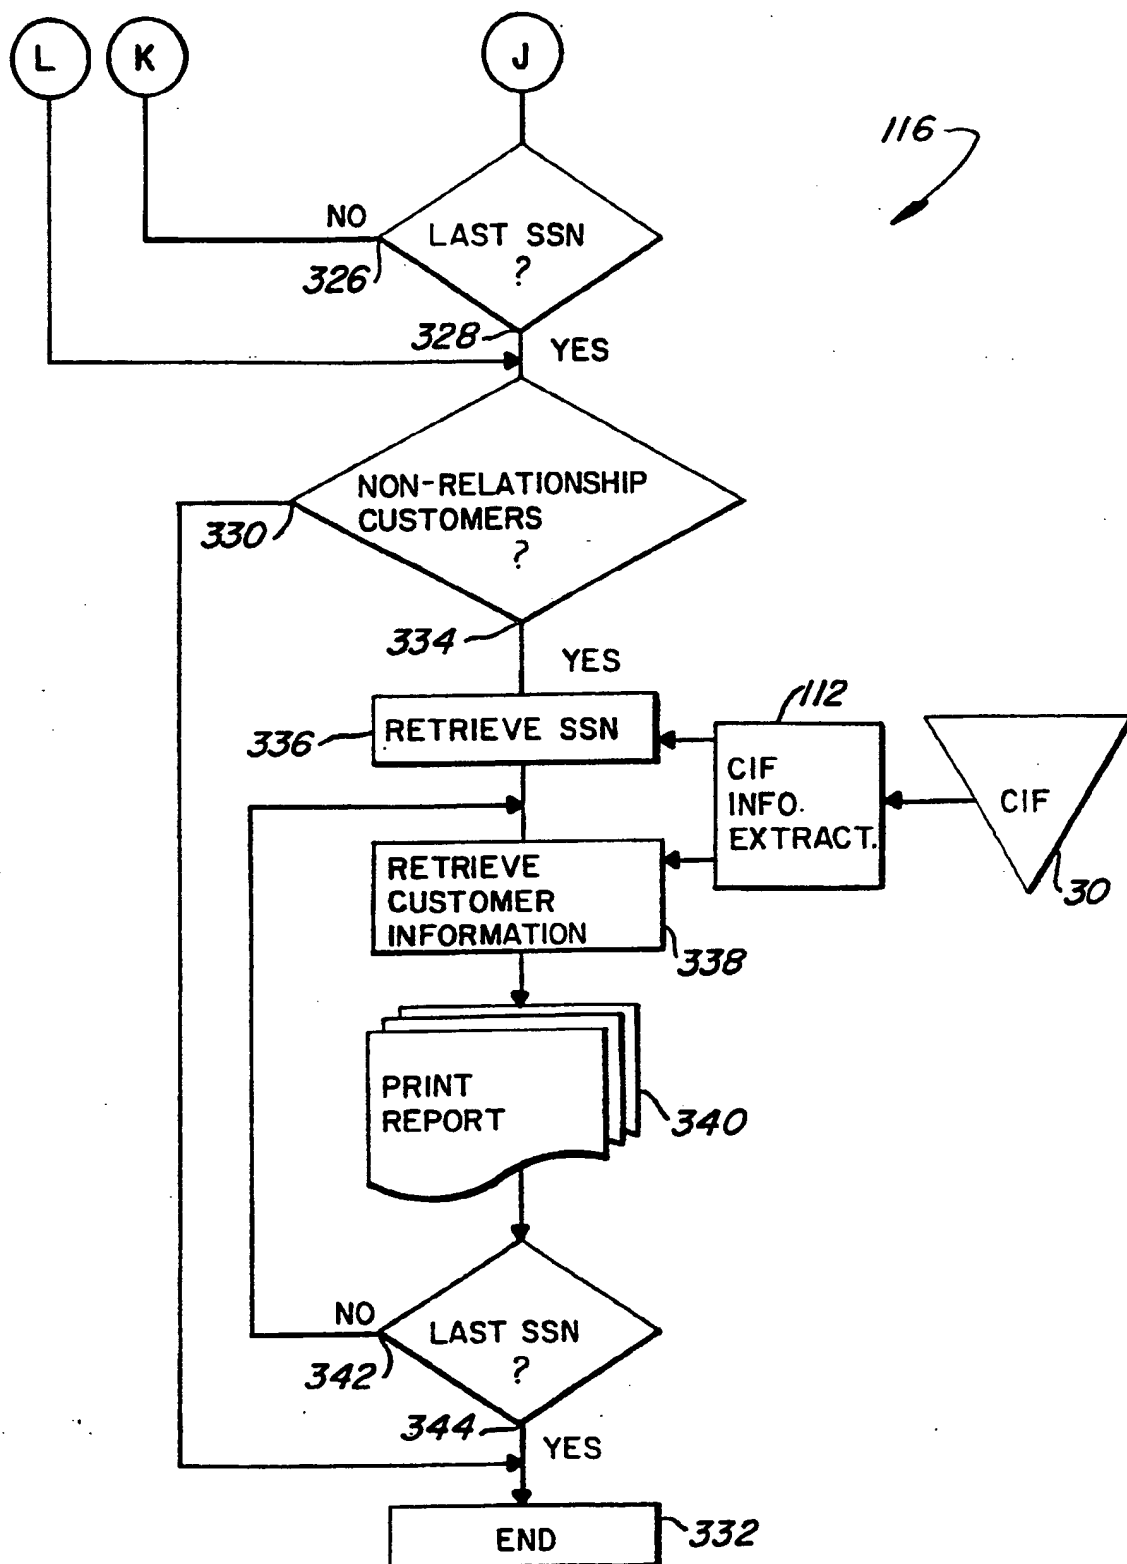 L
K
J
116
NO
LAST SSN
?
326
328
YES
NON-RELATIONSHIP
CUSTOMERS
?
330
334
YES
112
336
RETRIEVE SSN
CIF
INFO.
EXTRACT.
CIF
30
RETRIEVE
CUSTOMER
INFORMATION
338
PRINT
REPORT
340
NO
LAST SSN
?
342
344
YES
END
332